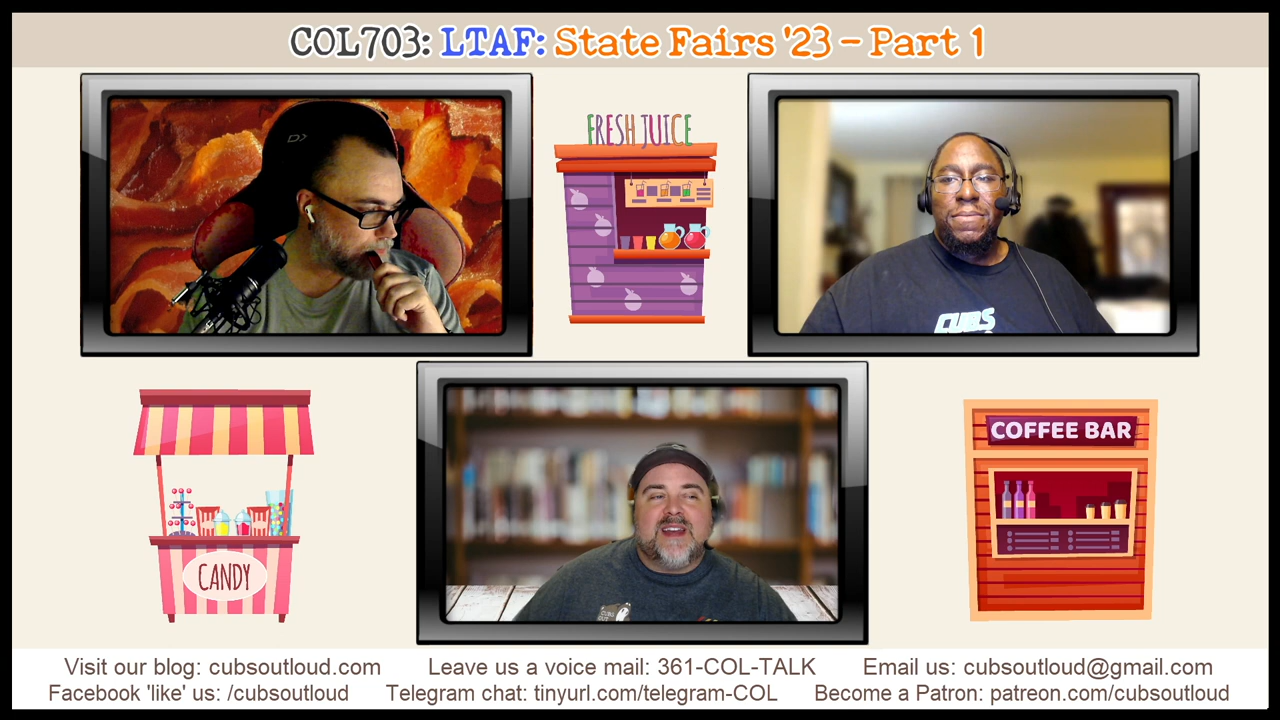 COL703: LTAF: State Fairs '23 – Part 1
FRESH JUICE
CUBS
CANDY
COFFEE BAR
CUBS
OUT
Visit our blog: cubsoutloud.com Leave us a voice mail: 361-COL-TALK Email us: cubsoutloud@gmail.com
Facebook 'like' us: /cubsoutloud Telegram chat: tinyurl.com/telegram-COL Become a Patron: patreon.com/cubsoutloud